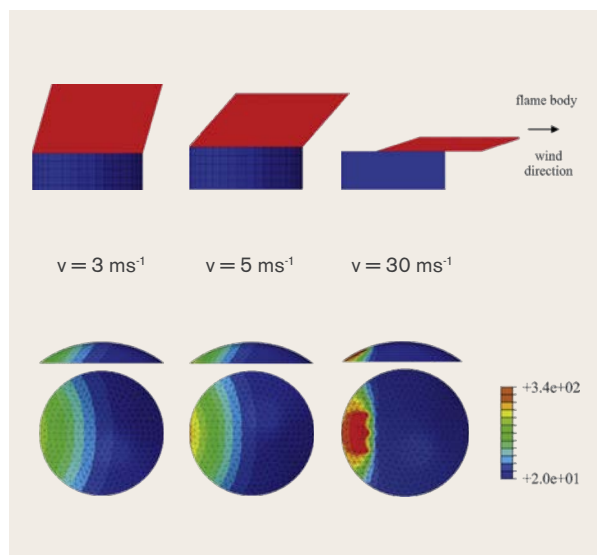 flame body
wind
direction
v = 3 ms⁻¹
v = 5 ms⁻¹
v = 30 ms⁻¹
+3.4e+02
+2.0e+01